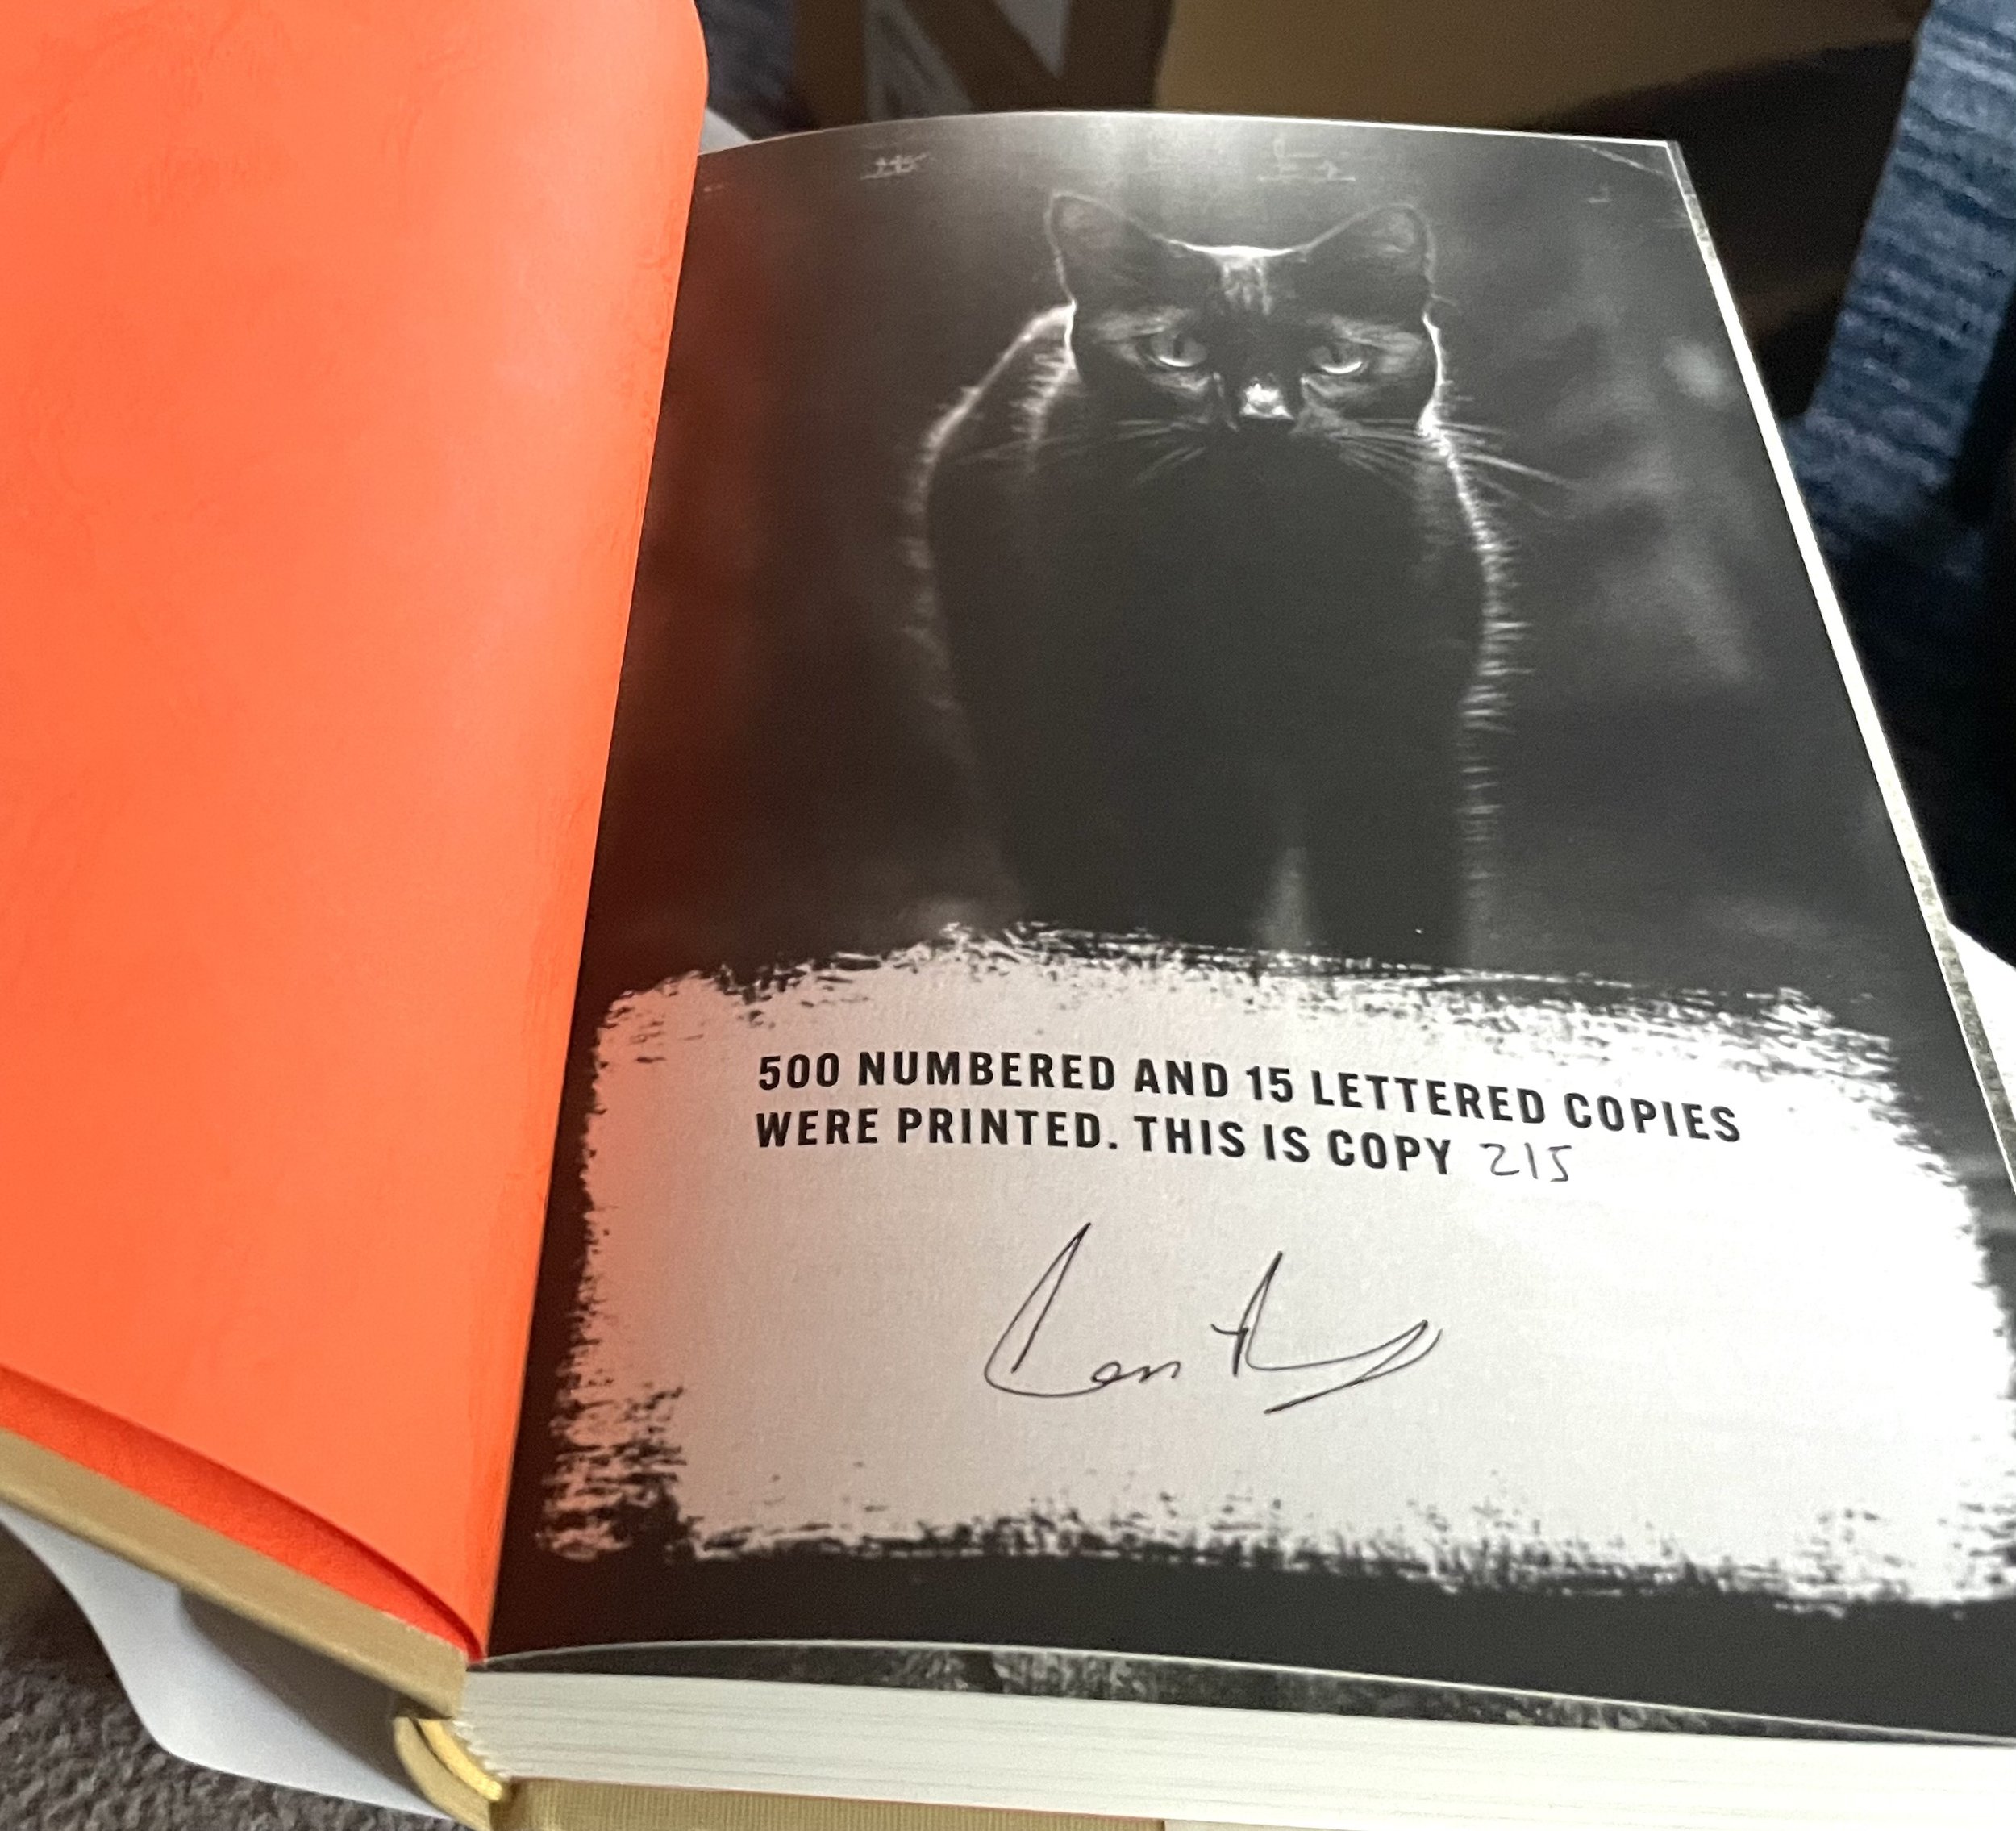 500 NUMBERED AND 15 LETTERED COPIES
WERE PRINTED. THIS IS COPY 215